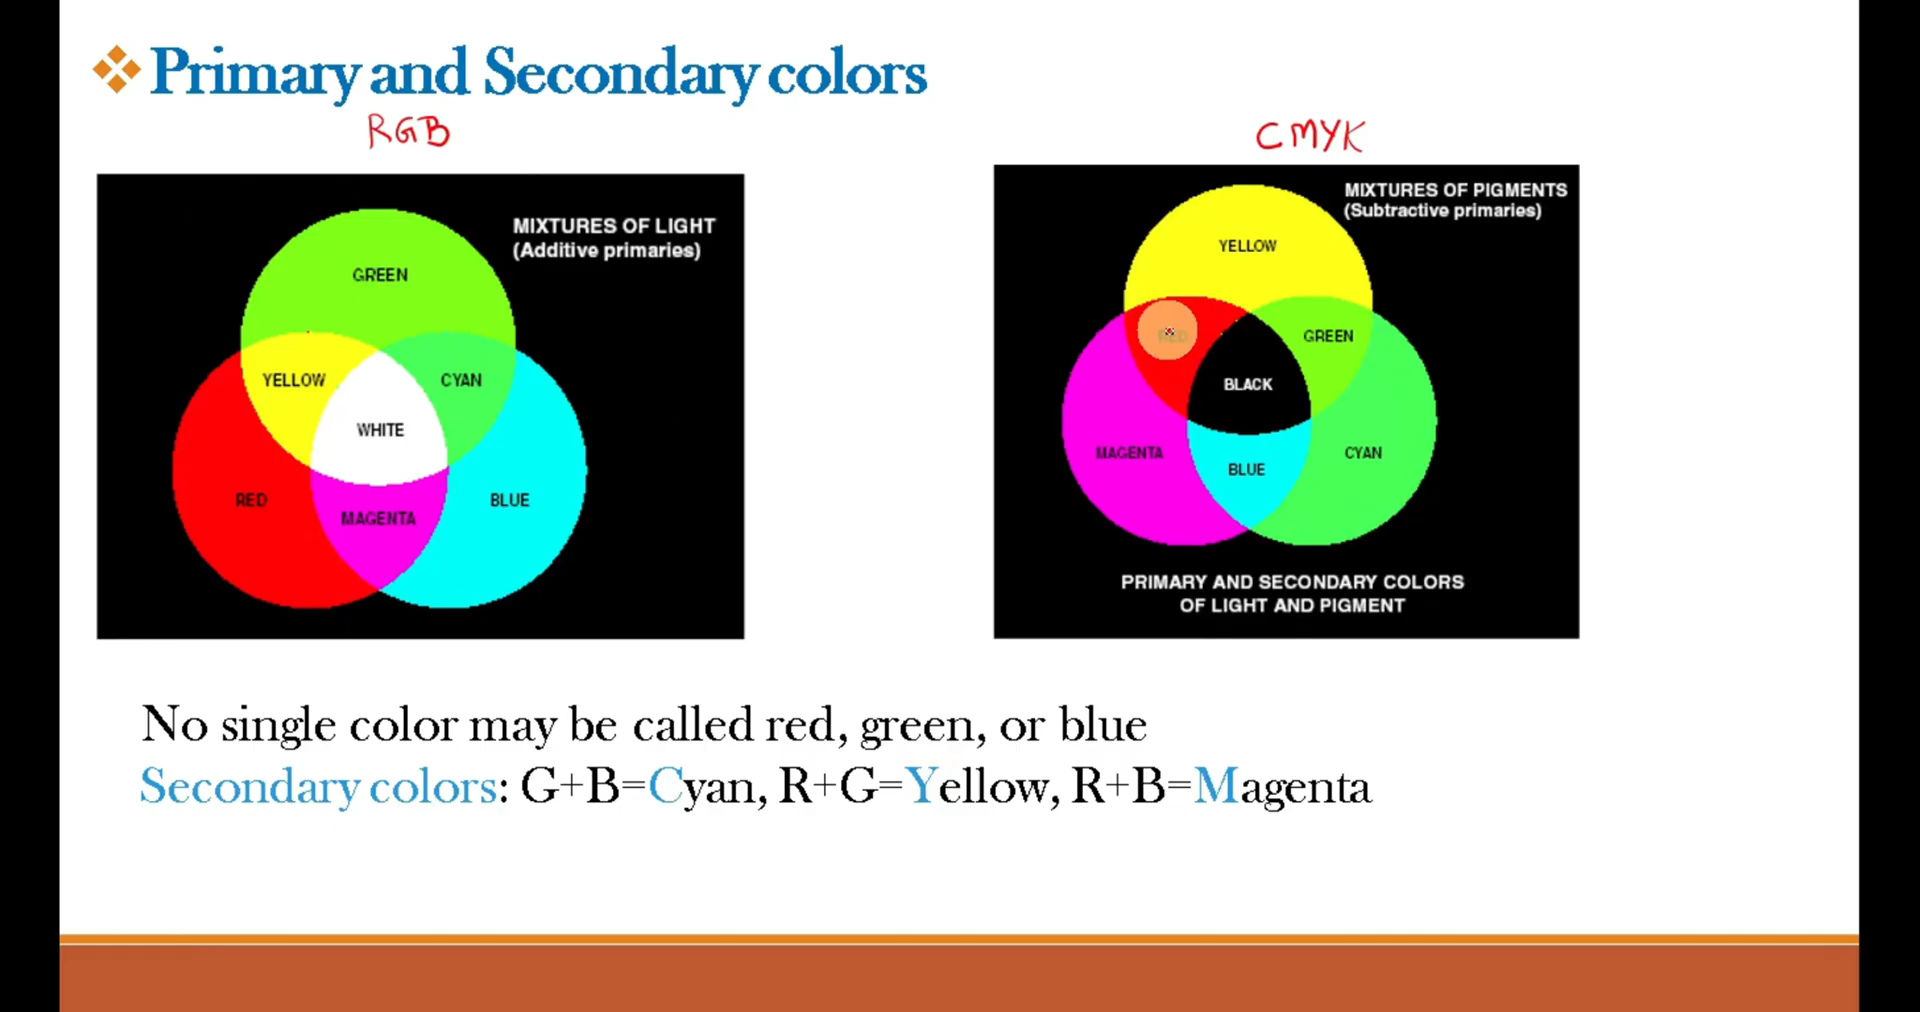 Primary and Secondary colors
RGB
MIXTURES OF LIGHT
(Additive primaries)
GREEN
YELLOW
CYAN
WHITE
RED
MAGENTA
BLUE
CMYK
MIXTURES OF PIGMENTS
(Subtractive primaries)
YELLOW
RED
GREEN
BLACK
MAGENTA
BLUE
CYAN
PRIMARY AND SECONDARY COLORS
OF LIGHT AND PIGMENT
No single color may be called red, green, or blue
Secondary colors: G+B=Cyan, R+G=Yellow, R+B=Magenta